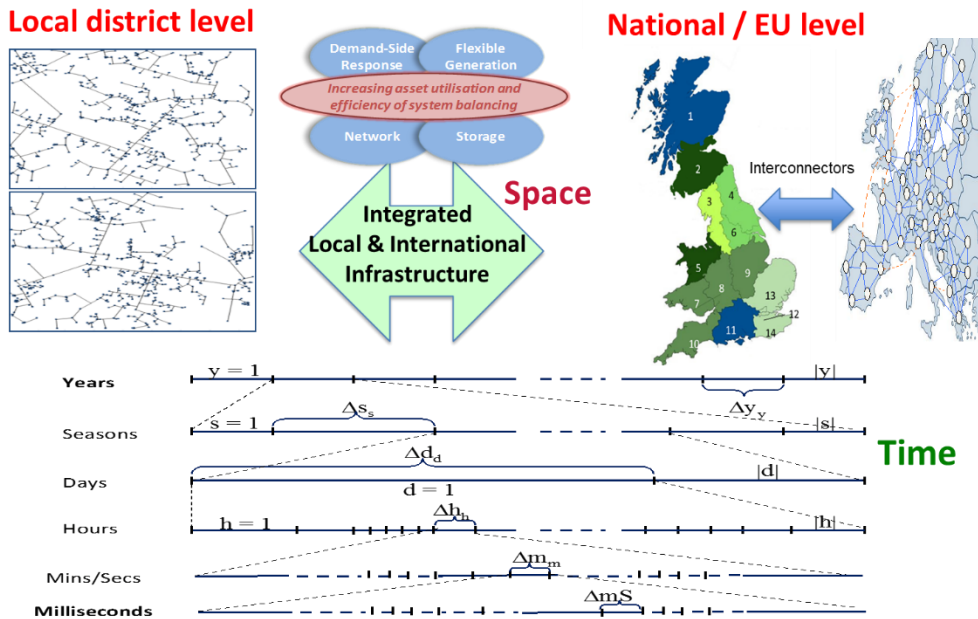 Local district level
Demand-Side
Response
Flexible
Generation
Increasing asset utilisation and
efficiency of system balancing
Network
Storage
Space
Integrated
Local & International
Infrastructure
National / EU level
1
2
3
4
6
5
9
8
7
13
12
11
14
10
Interconnectors
Years
y = 1
Δy_y
|y|
Seasons
s = 1
Δs_s
|s|
Time
Days
Δd_d
d = 1
|d|
Hours
h = 1
Δh_h
|h|
Mins/Secs
Δm_m
Milliseconds
ΔmS